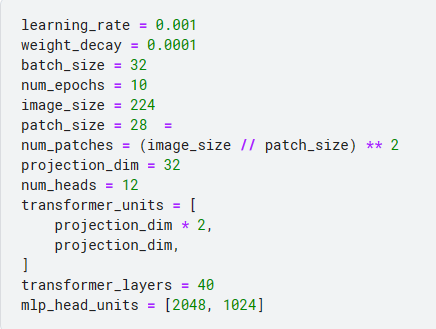 learning_rate = 0.001
weight_decay = 0.0001
batch_size = 32
num_epochs = 10
image_size = 224
patch_size = 28  =
num_patches = (image_size // patch_size) ** 2
projection_dim = 32
num_heads = 12
transformer_units = [
    projection_dim * 2,
    projection_dim,
]
transformer_layers = 40
mlp_head_units = [2048, 1024]